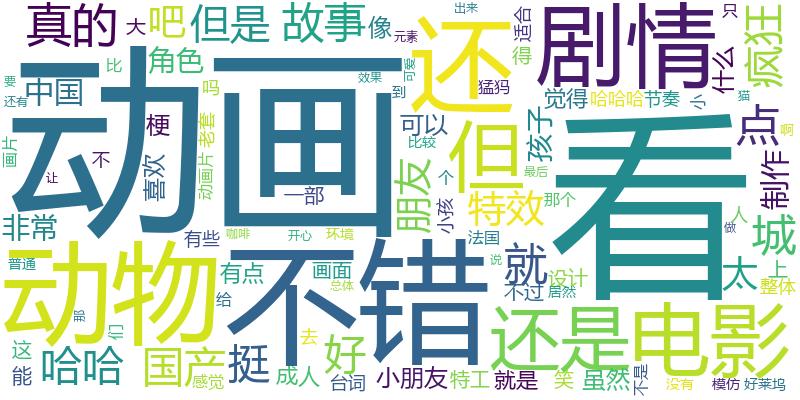 真的
大
吧
但是
故事
像
出来
元素
适合
只
还
剧情
疯狂
要
比
角色
得
什么
还有
中国
吗
效果
到
可爱
猛犸
觉得
哈哈哈
节奏
小
猫
动画
梗
老套
可以
但
孩子
点
啊
画片
不
喜欢
动画片
比较
看
制作
让
一部
朋友
个
小孩
最后
特效
那个
人
做
城
非常
有些
咖啡
开心
环境
法国
说
普通
动物
不错
就
太
上
有点
画面
设计
总体
不过
居然
整体
那
们
给
这
能
哈哈
国产
感觉
挺
去
成人
好
台词
还是
电影
小朋友
特工
就是
笑
虽然
不是
没有
模仿
好莱坞